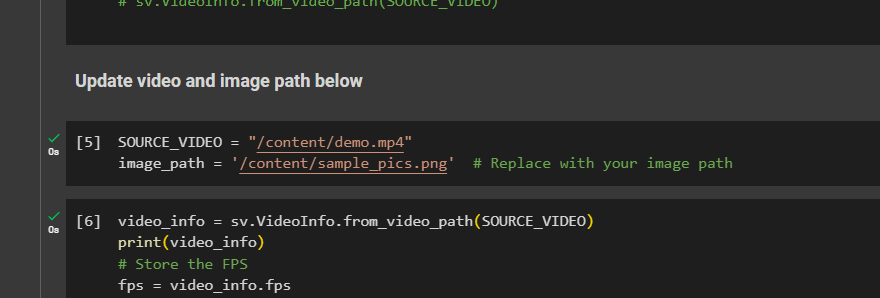 # sv.VideoInfo.from_video_path(SOURCE_VIDEO)
Update video and image path below
[5] SOURCE_VIDEO = "/content/demo.mp4"
0s
image_path = '/content/sample_pics.png'  # Replace with your image path
[6] video_info = sv.VideoInfo.from_video_path(SOURCE_VIDEO)
0s
print(video_info)
# Store the FPS
fps = video_info.fps